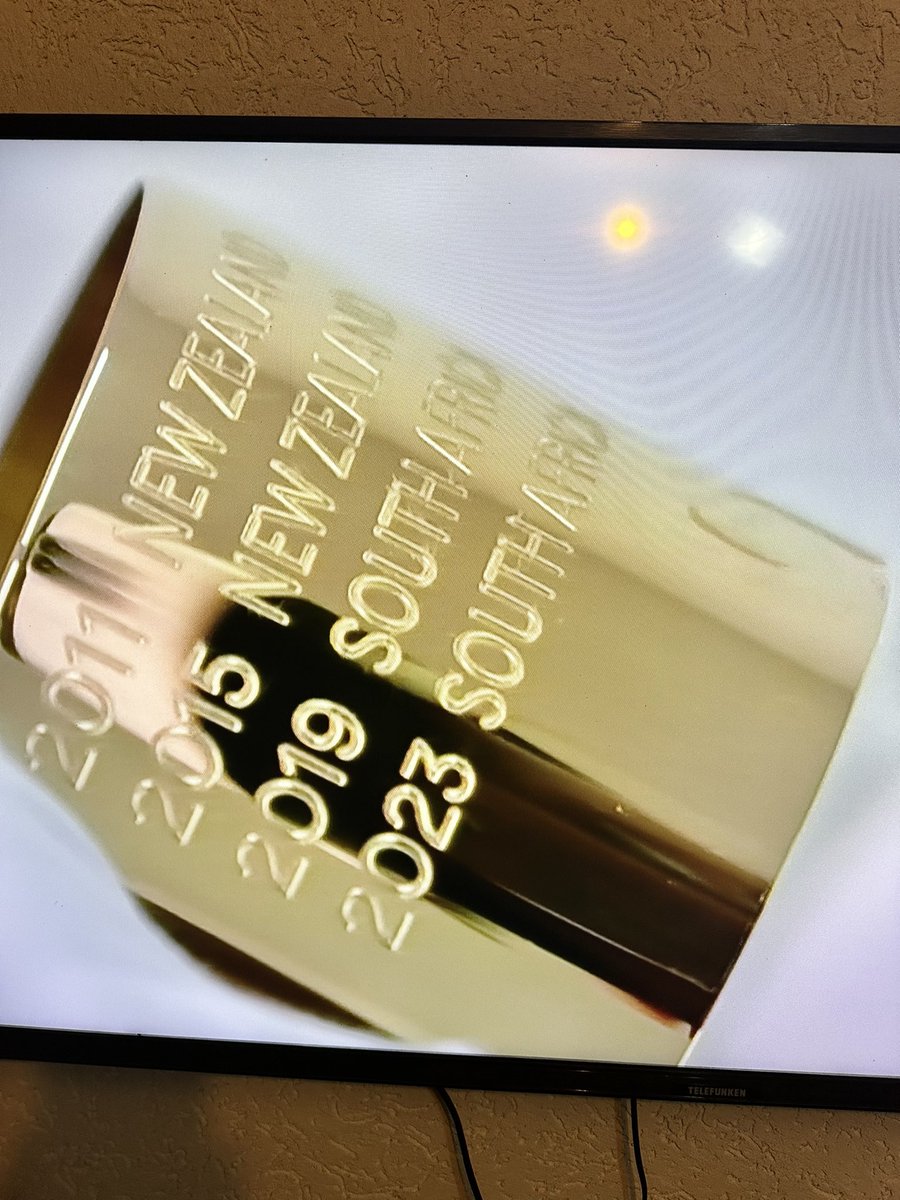 2011 NEW ZEALAND
2015 NEW ZEALAND
2019 SOUTH AFRICA
2023 SOUTH AFRICA
TELEFUNKEN